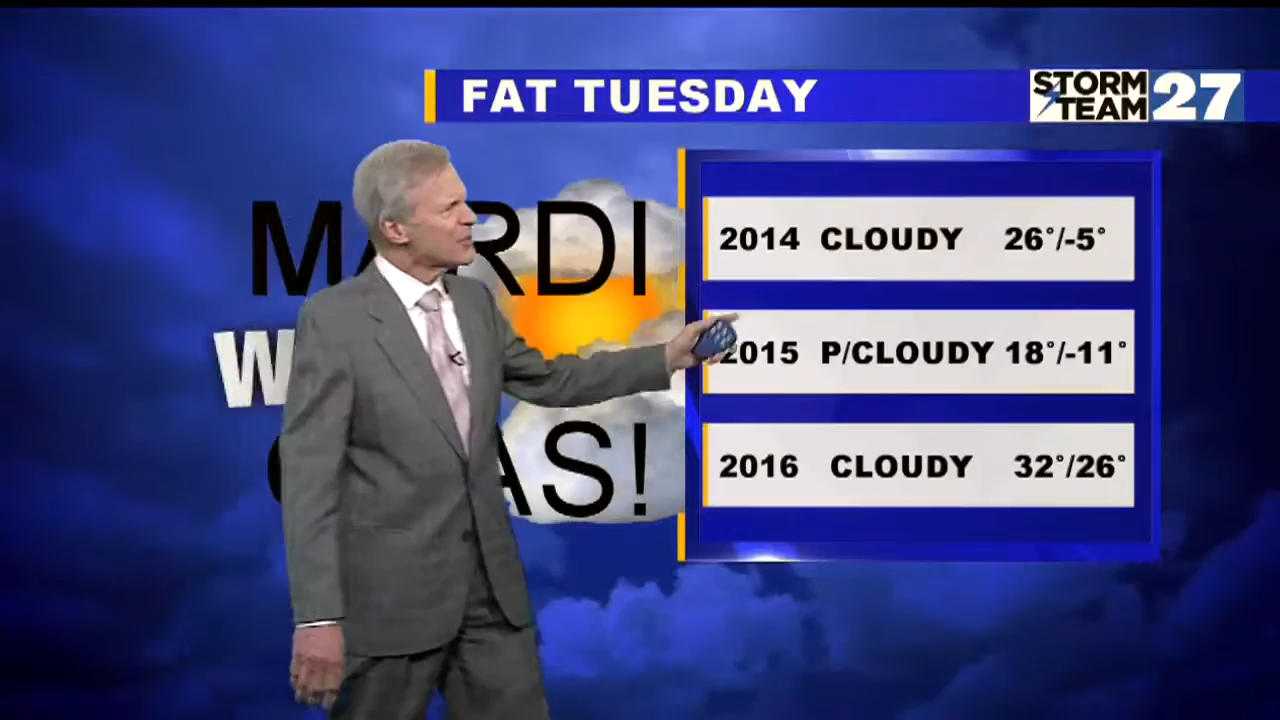 FAT TUESDAY
STORM
TEAM
27
2014 CLOUDY 26°/-5°
2015 P/CLOUDY 18°/-11°
2016 CLOUDY 32°/26°